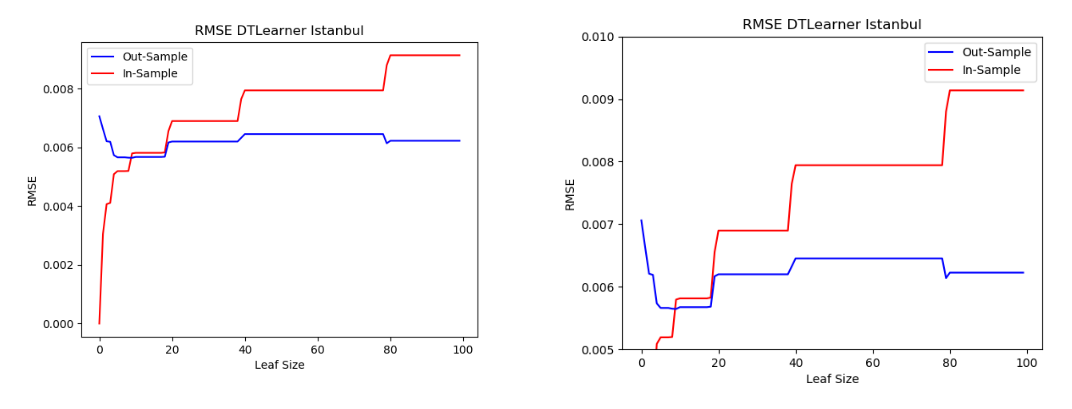 RMSE DTLearner Istanbul
Out-Sample
In-Sample
0.008
0.006
0.004
0.002
0.000
RMSE
0 20 40 60 80 100
Leaf Size
RMSE DTLearner Istanbul
Out-Sample
In-Sample
0.010
0.009
0.008
0.007
0.006
0.005
RMSE
0 20 40 60 80 100
Leaf Size